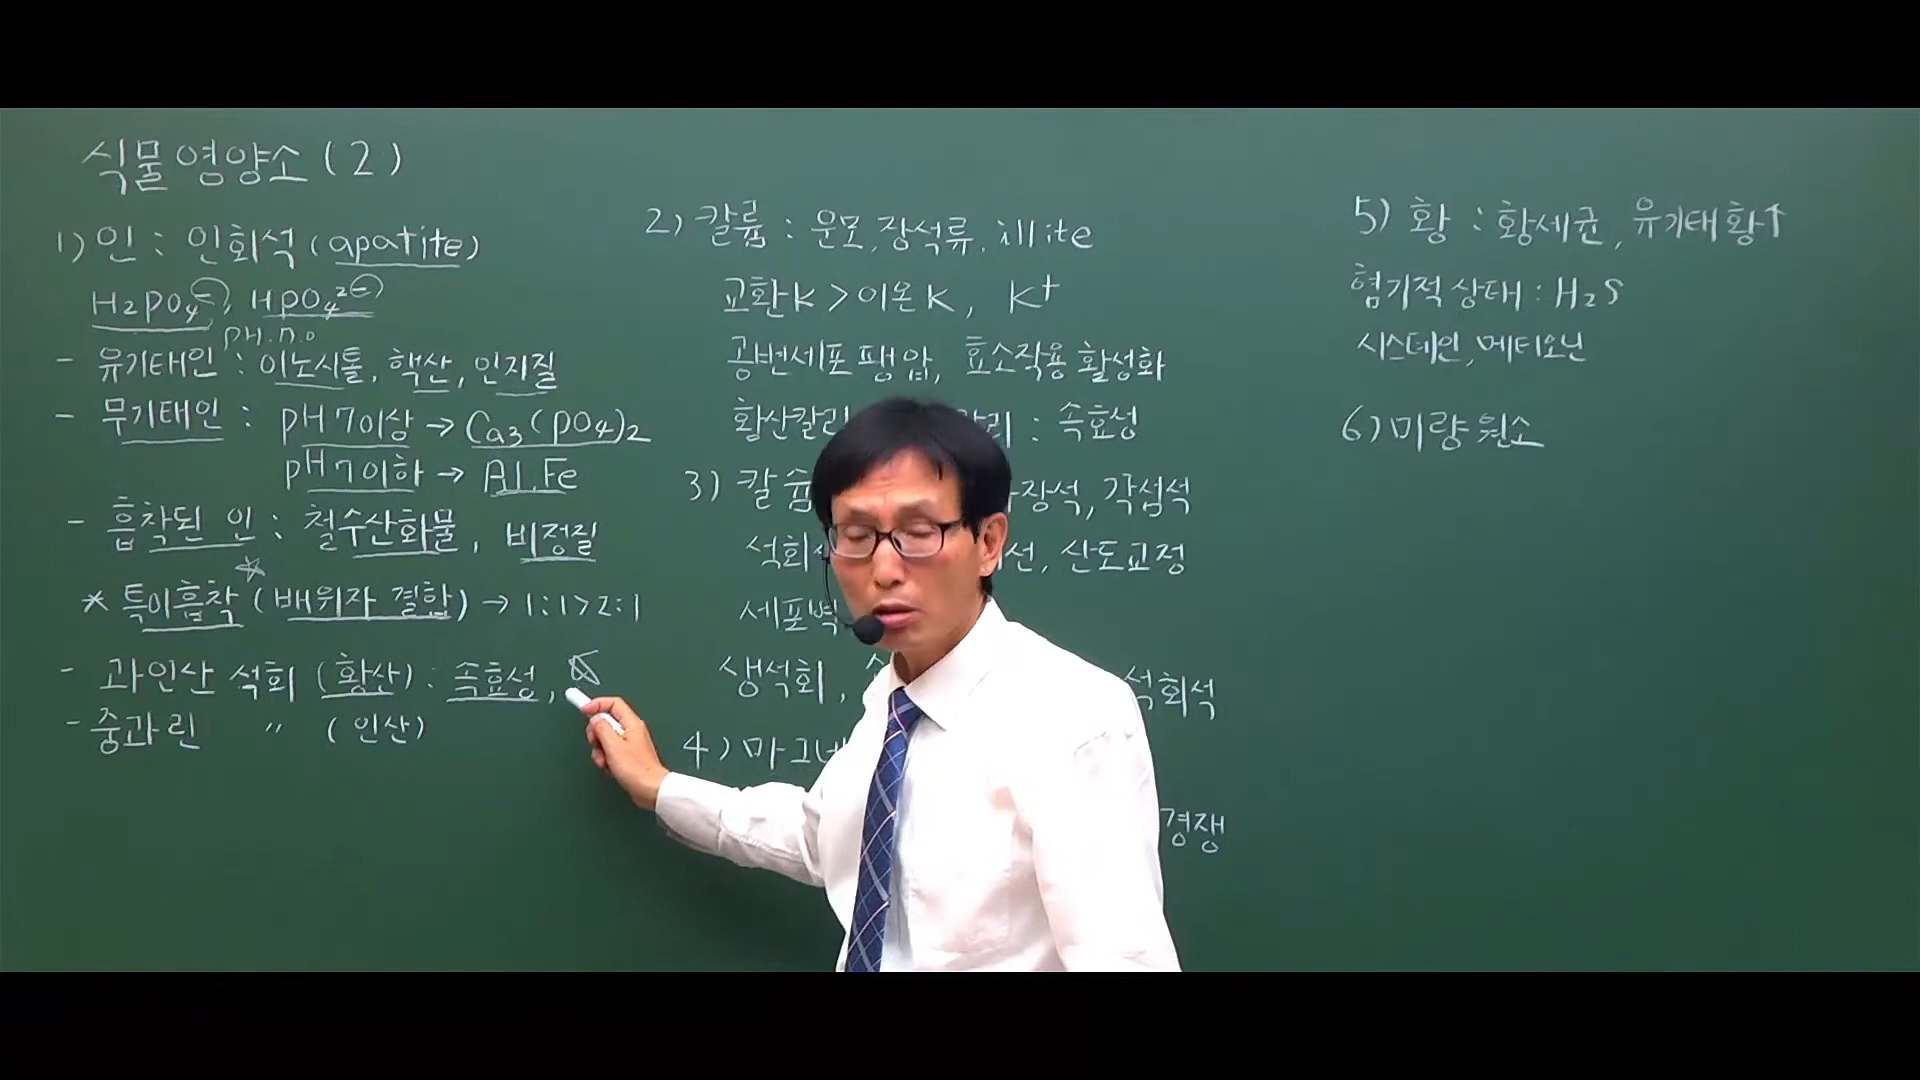 식물영양소(2)
1) 인 : 인회석(apatite)
H₂PO₄⁻, HPO₄²⁻
pH 7.0
- 유기태인 : 이노시톨, 핵산, 인지질
- 무기태인 : pH 7이상 → Ca₃(PO₄)₂
pH 7이하 → Al.Fe
- 흡착된 인 : 철수산화물, 비정질
* 특이흡착(배위자 결합) → 1:1>2:1
- 과인산 석회 (황산) : 속효성,
- 중과린 〃 (인산)
2) 칼륨 : 운모, 장석류, illite
교환K > 이온K, K⁺
공변세포 팽압, 효소작용 활성화
황산칼리 리 : 속효성
3) 칼슘 장석, 각섬석
석회 선, 산도교정
세포벽
생석회, 석회석
4) 마그네
경쟁
5) 황 : 황세균, 유기태황↑
혐기적 상태 : H₂S
시스테인, 메티오닌
6) 미량원소